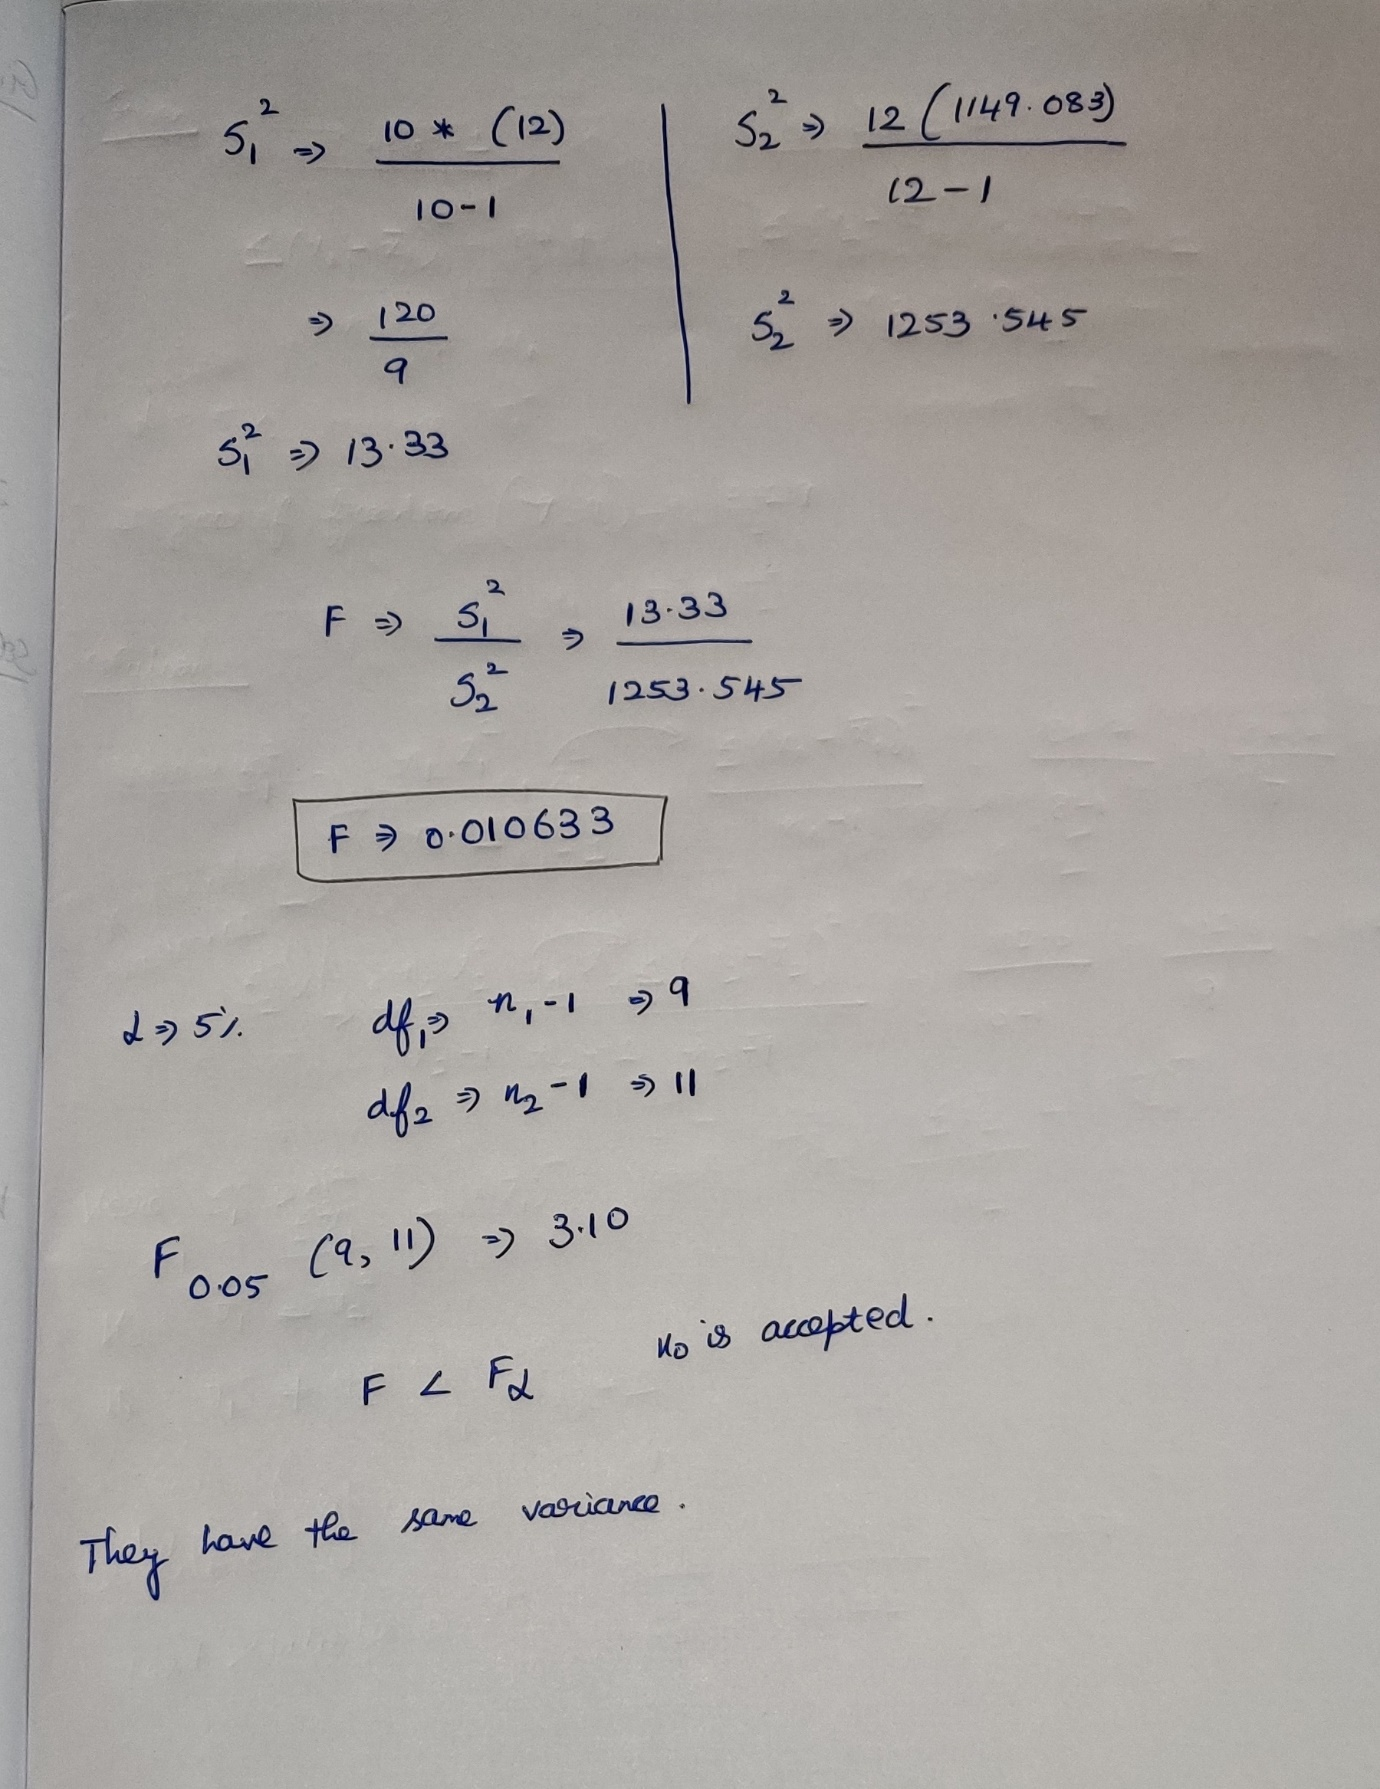 S₁² ⇒ 10 * (12) / 10-1
⇒ 120 / 9
S₁² ⇒ 13.33
S₂² ⇒ 12 (1149.083) / 12-1
S₂² ⇒ 1253.545
F ⇒ S₁² / S₂² ⇒ 13.33 / 1253.545
F ⇒ 0.010633
α ⇒ 5% df₁ ⇒ n₁-1 ⇒ 9
df₂ ⇒ n₂-1 ⇒ 11
F 0.05 (9, 11) ⇒ 3.10
H₀ is accepted.
F < Fα
They have the same variance.